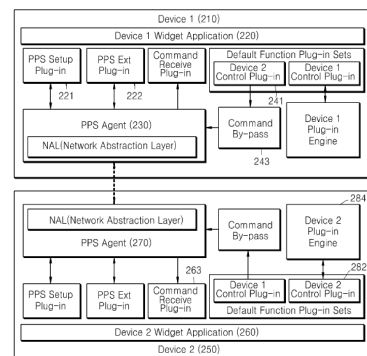 Device 1 (210)
Device 1 Widget Application (220)
PPS Setup Plug-in
PPS Ext Plug-in
Command Receive Plug-in
Default Function Plug-in Sets
Device 2 Control Plug-in
Device 1 Control Plug-in
221
222
241
PPS Agent (230)
NAL(Network Abstraction Layer)
Command By-pass
243
Device 1 Plug-in Engine
NAL(Network Abstraction Layer)
PPS Agent (270)
Command By-pass
Device 2 Plug-in Engine
284
263
282
PPS Setup Plug-in
PPS Ext Plug-in
Command Receive Plug-in
Device 1 Control Plug-in
Device 2 Control Plug-in
Default Function Plug-in Sets
Device 2 Widget Application (260)
Device 2 (250)